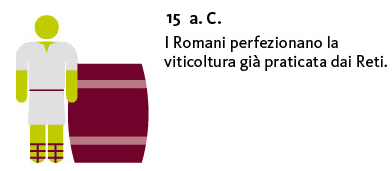 15 a. C.
I Romani perfezionano la
viticoltura già praticata dai Reti.